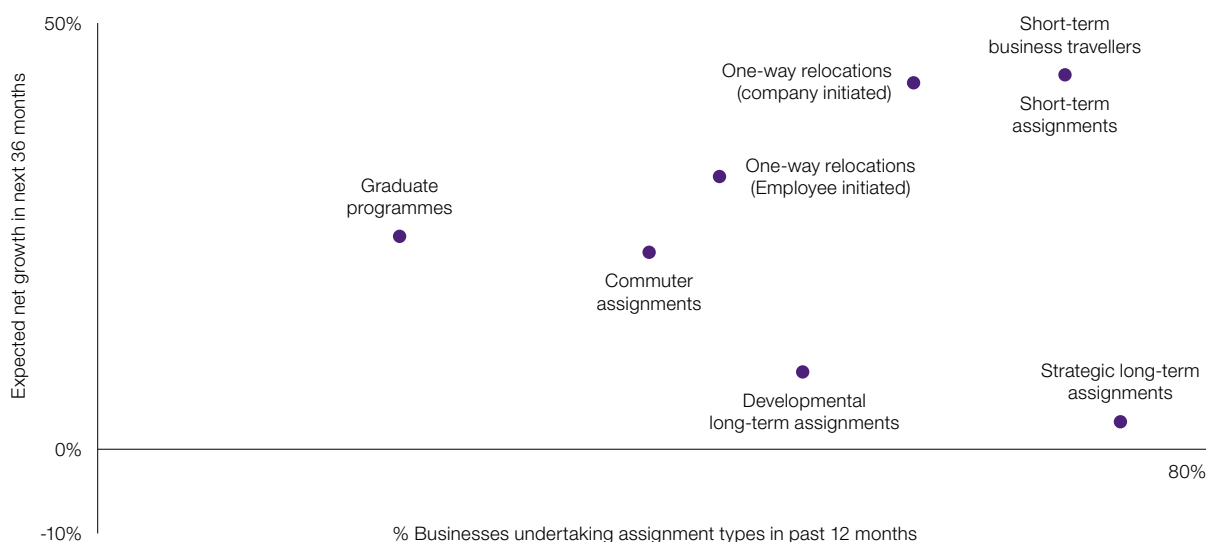 50%
Expected net growth in next 36 months
Short-term
business travellers
One-way relocations
(company initiated)
Short-term
assignments
One-way relocations
(Employee initiated)
Graduate
programmes
Commuter
assignments
Strategic long-term
assignments
Developmental
long-term assignments
0%
80%
-10%
% Businesses undertaking assignment types in past 12 months